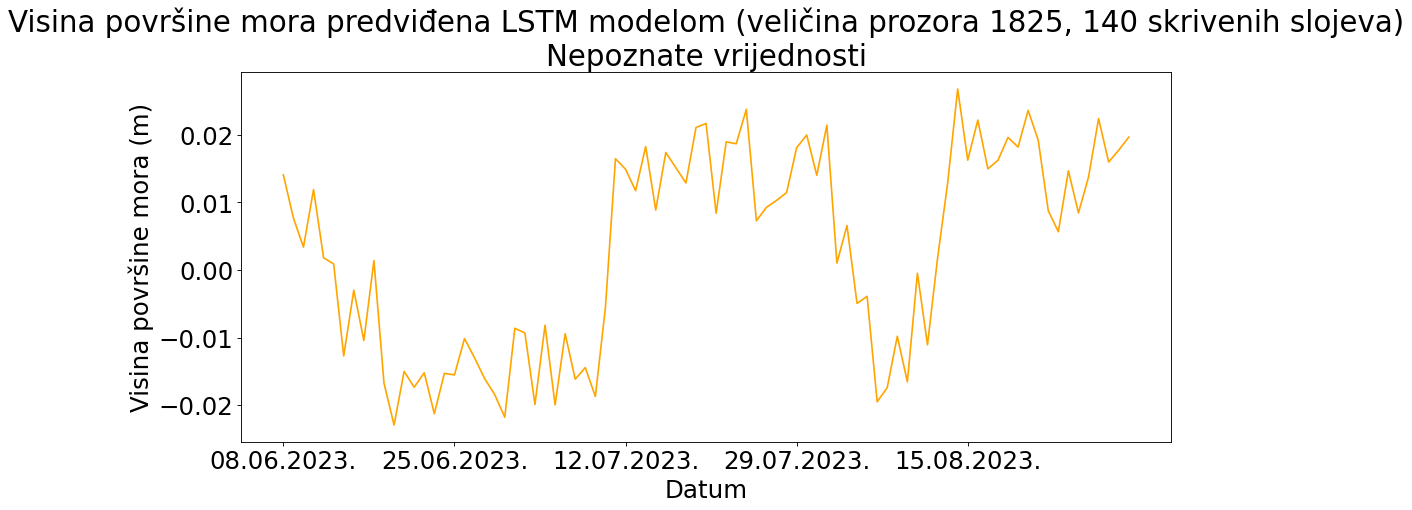 Visina površine mora predviđena LSTM modelom (veličina prozora 1825, 140 skrivenih slojeva)
Nepoznate vrijednosti
Visina površine mora (m)
0.02
0.01
0.00
−0.01
−0.02
08.06.2023.
25.06.2023.
12.07.2023.
29.07.2023.
15.08.2023.
Datum